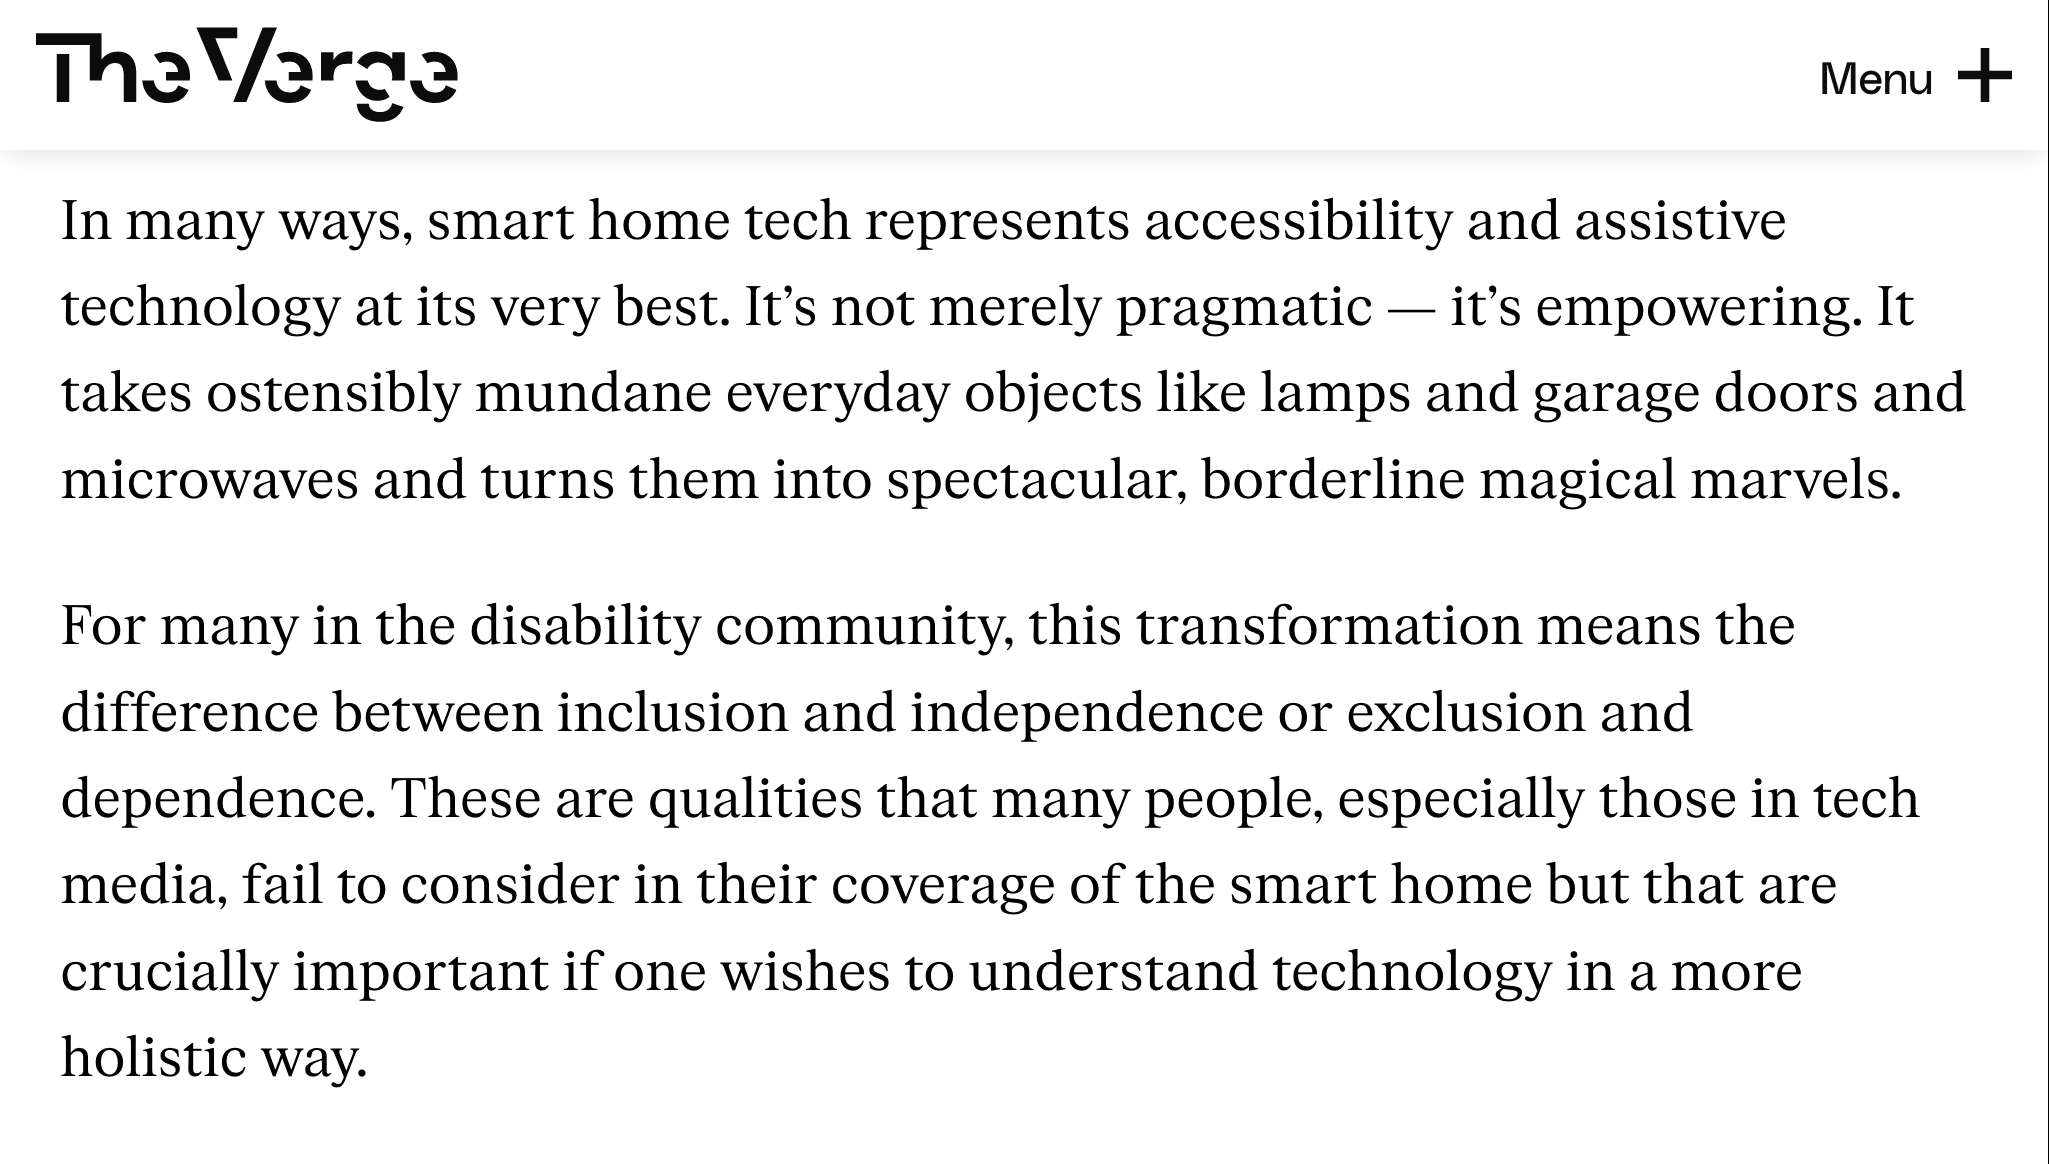 The Verge
Menu
In many ways, smart home tech represents accessibility and assistive
technology at its very best. It’s not merely pragmatic — it’s empowering. It
takes ostensibly mundane everyday objects like lamps and garage doors and
microwaves and turns them into spectacular, borderline magical marvels.
For many in the disability community, this transformation means the
difference between inclusion and independence or exclusion and
dependence. These are qualities that many people, especially those in tech
media, fail to consider in their coverage of the smart home but that are
crucially important if one wishes to understand technology in a more
holistic way.